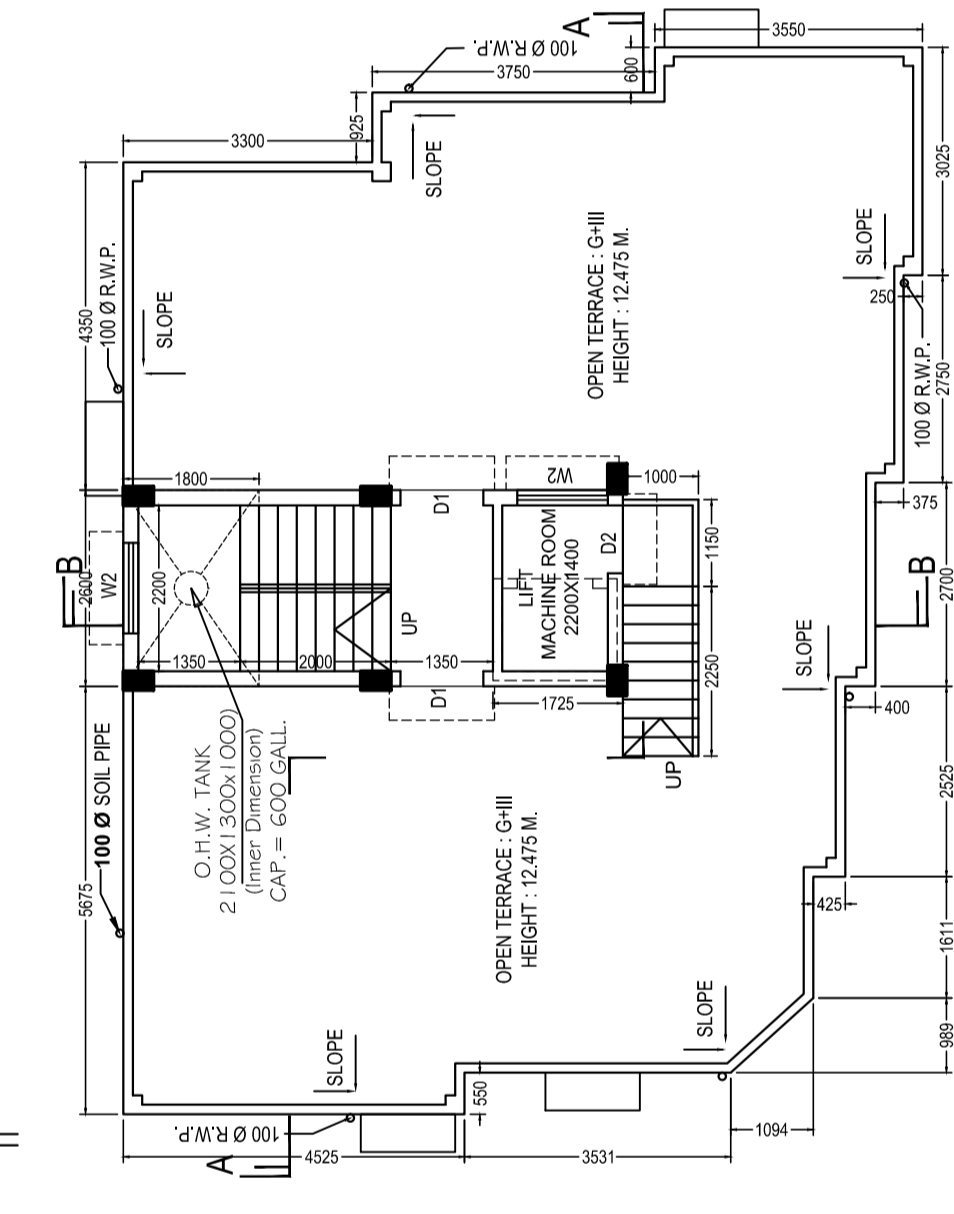 A
3550
100 Ø R.W.P.
3750
600
925
3300
SLOPE
3025
SLOPE
100 Ø R.W.P.
4350
SLOPE
OPEN TERRACE : G+III
HEIGHT : 12.475 M.
250
2750
100 Ø R.W.P.
1800
W2
1000
375
D1
B
2600
W2
2200
LIFT
MACHINE ROOM
2200X1400
D2
1150
B
2700
UP
1350
2000
1350
2250
SLOPE
D1
1725
400
100 Ø SOIL PIPE
O.H.W. TANK
2100X1300x1000)
(Inner Dimension)
CAP.= 600 GALL.
UP
2525
5675
OPEN TERRACE : G+III
HEIGHT : 12.475 M.
425
1611
SLOPE
SLOPE
989
550
1094
100 Ø R.W.P.
4525
3531
A